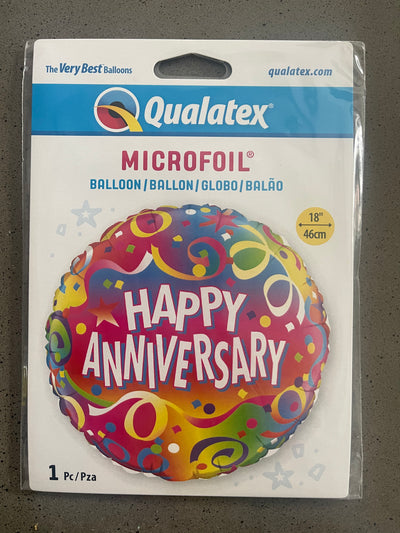 The Very Best Balloons
qualatex.com
Qualatex®
MICROFOIL®
BALLOON/BALLON/GLOBO/BALÃO
18"
46cm
HAPPY
ANNIVERSARY
1 Pc/Pza